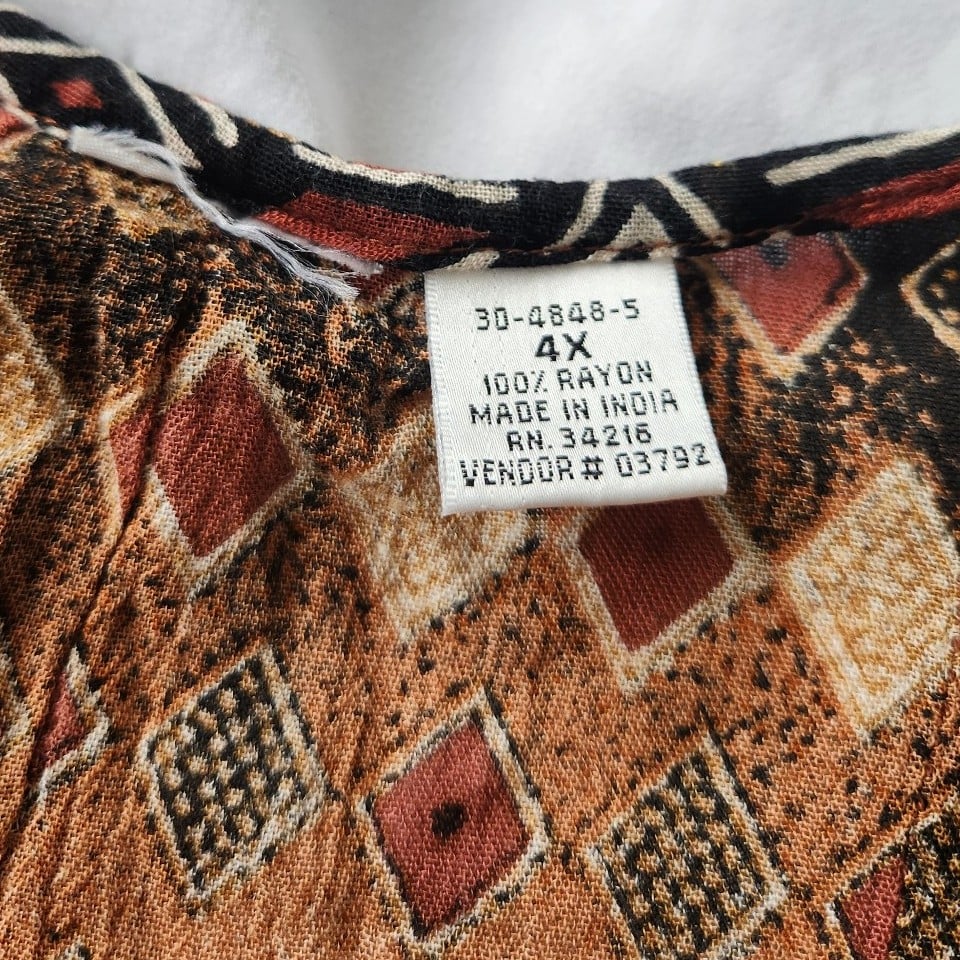 30-4848-5
4X
100% RAYON
MADE IN INDIA
RN. 34216
VENDOR # 03792